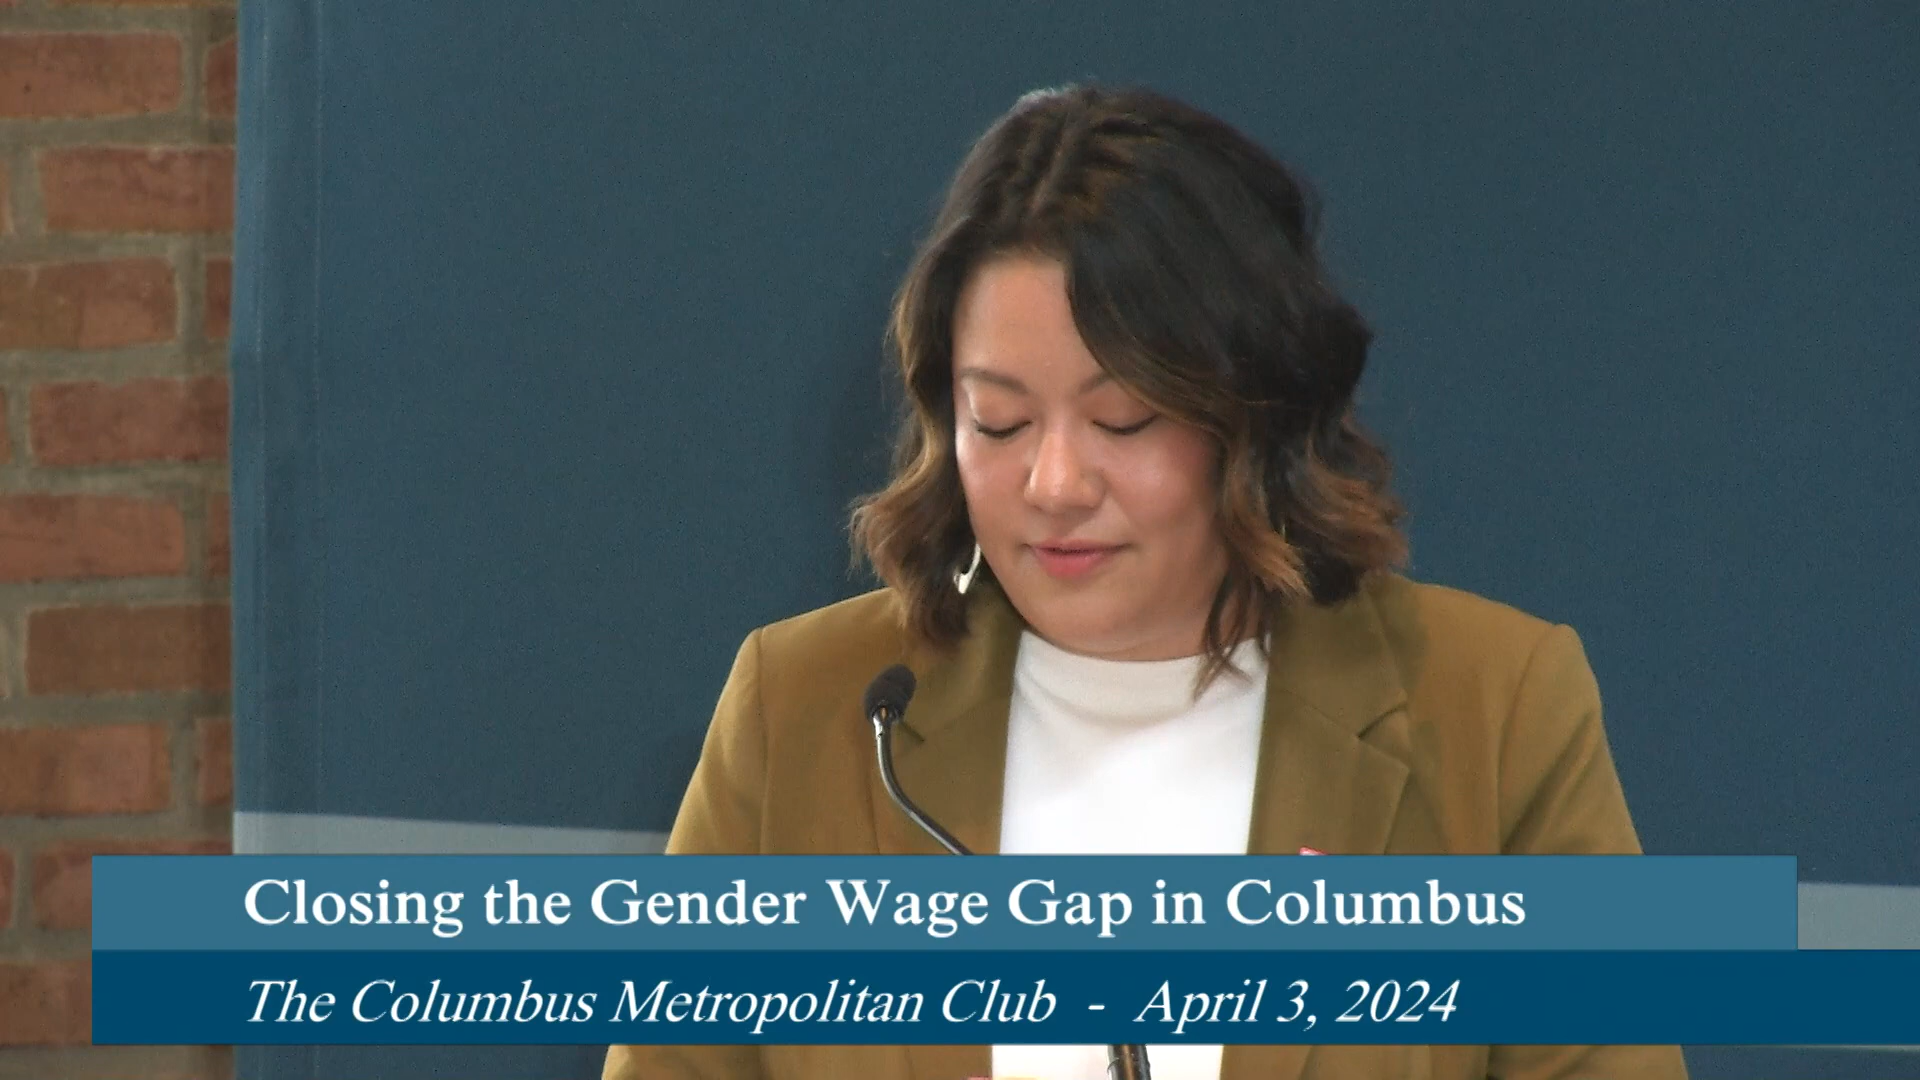 Closing the Gender Wage Gap in Columbus
The Columbus Metropolitan Club - April 3, 2024